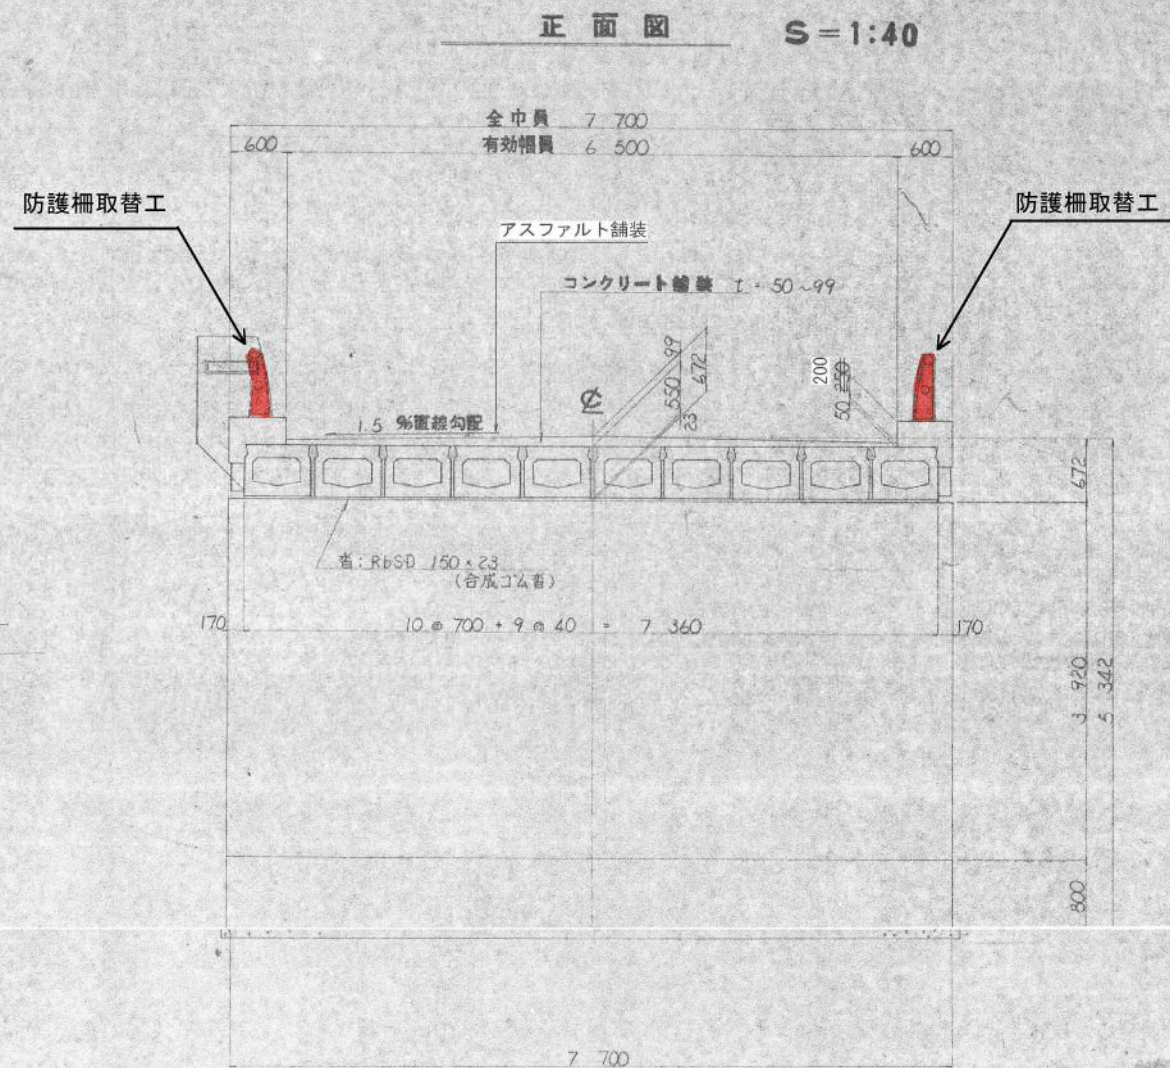 正面図 S=1:40
全巾員 7 700
有効幅員 6 500
600
600
防護柵取替工
防護柵取替工
アスファルト舗装
コンクリート舗装 t = 50~99
99
550
672
23
200
50 250
1.5 %直線勾配
672
沓: RbSD 150×23
(合成ゴム沓)
170
10 @ 700 + 9 @ 40 = 7 360
170
3 920
5 342
800
7 700